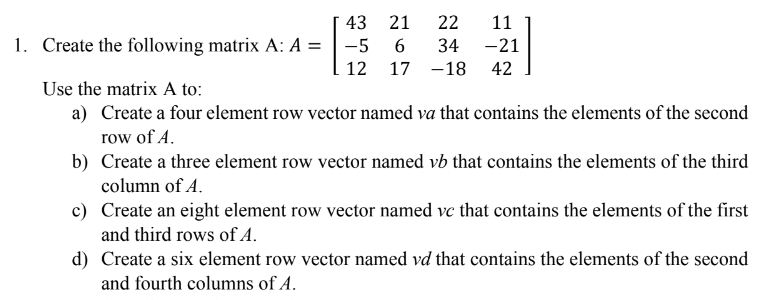 43 21 22 11
1. Create the following matrix A: A = −5 6 34 −21
12 17 −18 42
Use the matrix A to:
a) Create a four element row vector named va that contains the elements of the second
row of A.
b) Create a three element row vector named vb that contains the elements of the third
column of A.
c) Create an eight element row vector named vc that contains the elements of the first
and third rows of A.
d) Create a six element row vector named vd that contains the elements of the second
and fourth columns of A.